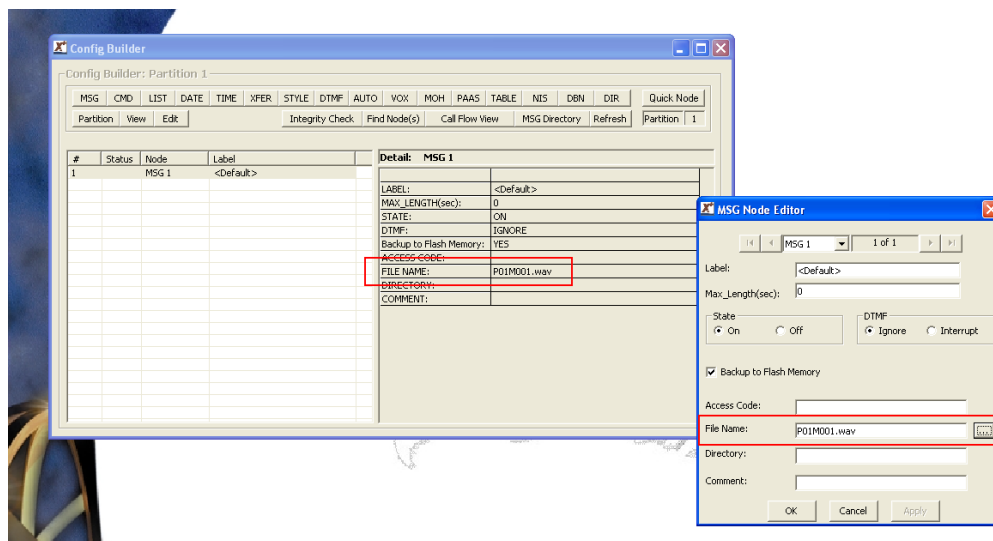 Config Builder
Config Builder: Partition 1
MSG CMD LIST DATE TIME XFER STYLE DTMF AUTO VOX MOH PAAS TABLE NIS DBN DIR Quick Node
Partition View Edit Integrity Check Find Node(s) Call Flow View MSG Directory Refresh Partition 1
# Status Node Label
1 MSG 1 <Default>
Detail: MSG 1
LABEL: <Default>
MAX_LENGTH(sec): 0
STATE: ON
DTMF: IGNORE
Backup to Flash Memory: YES
ACCESS CODE:
FILE NAME: P01M001.wav
DIRECTORY:
COMMENT:
MSG Node Editor
MSG 1 1 of 1
Label: <Default>
Max_Length(sec): 0
State DTMF
On Off Ignore Interrupt
Backup to Flash Memory
Access Code:
File Name: P01M001.wav ...
Directory:
Comment:
OK Cancel Apply